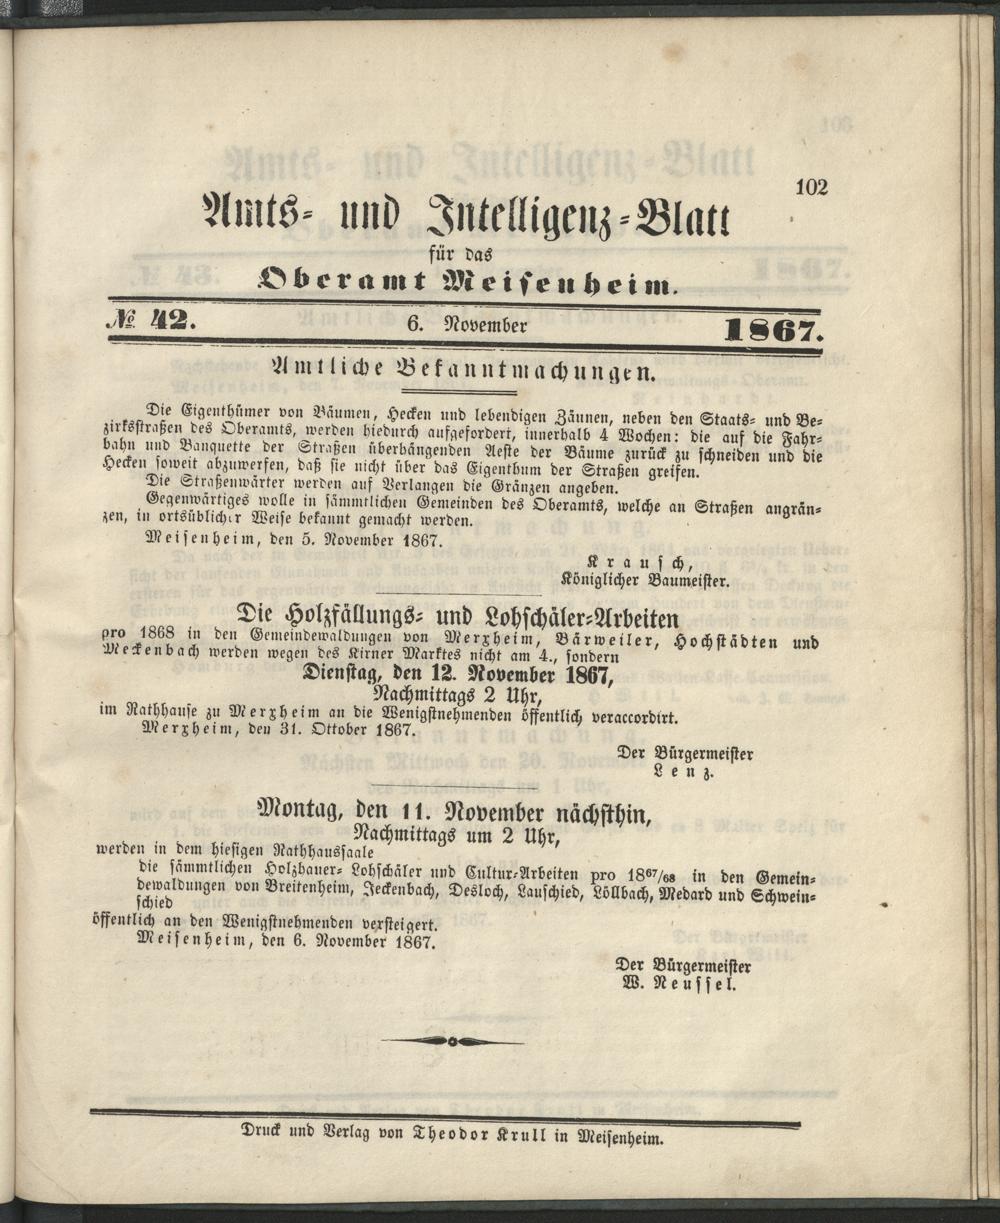 102
Amts- und Intelligenz-Blatt
für das
Oberamt Meisenheim.
№ 42. 6. November 1867.
Amtliche Bekanntmachungen.
Die Eigenthümer von Bäumen, Hecken und lebendigen Zäunen, neben den Staats- und Be-
zirksstraßen des Oberamts, werden hiedurch aufgefordert, innerhalb 4 Wochen: die auf die Fahr-
bahn und Banquette der Straßen überhängenden Aeste der Bäume zurück zu schneiden und die
Hecken soweit abzuwerfen, daß sie nicht über das Eigenthum der Straßen greifen.
Die Straßenwärter werden auf Verlangen die Gränzen angeben.
Gegenwärtiges wolle in sämmtlichen Gemeinden des Oberamts, welche an Straßen angrän-
zen, in ortsüblicher Weise bekannt gemacht werden.
Meisenheim, den 5. November 1867.
Krausch,
Königlicher Baumeister.
Die Holzfällungs- und Lohschäler-Arbeiten
pro 1868 in den Gemeindewaldungen von Merxheim, Bärweiler, Hochstädten und
Meckenbach werden wegen des Kirner Marktes nicht am 4., sondern
Dienstag, den 12. November 1867,
Nachmittags 2 Uhr,
im Rathhause zu Merxheim an die Wenigstnehmenden öffentlich veraccordirt.
Merxheim, den 31. Ottober 1867.
Der Bürgermeister
Lenz.
Montag, den 11. November nächsthin,
Nachmittags um 2 Uhr,
werden in dem hiesigen Rathhaussaale
die sämmtlichen Holzhauer- Lohschäler und Cultur-Arbeiten pro 1867/68 in den Gemein-
dewaldungen von Breitenheim, Jeckenbach, Desloch, Lauschied, Löllbach, Medard und Schwein-
schied
öffentlich an den Wenigstnehmenden versteigert.
Meisenheim, den 6. November 1867.
Der Bürgermeister
W. Neussel.
Druck und Verlag von Theodor Krull in Meisenheim.